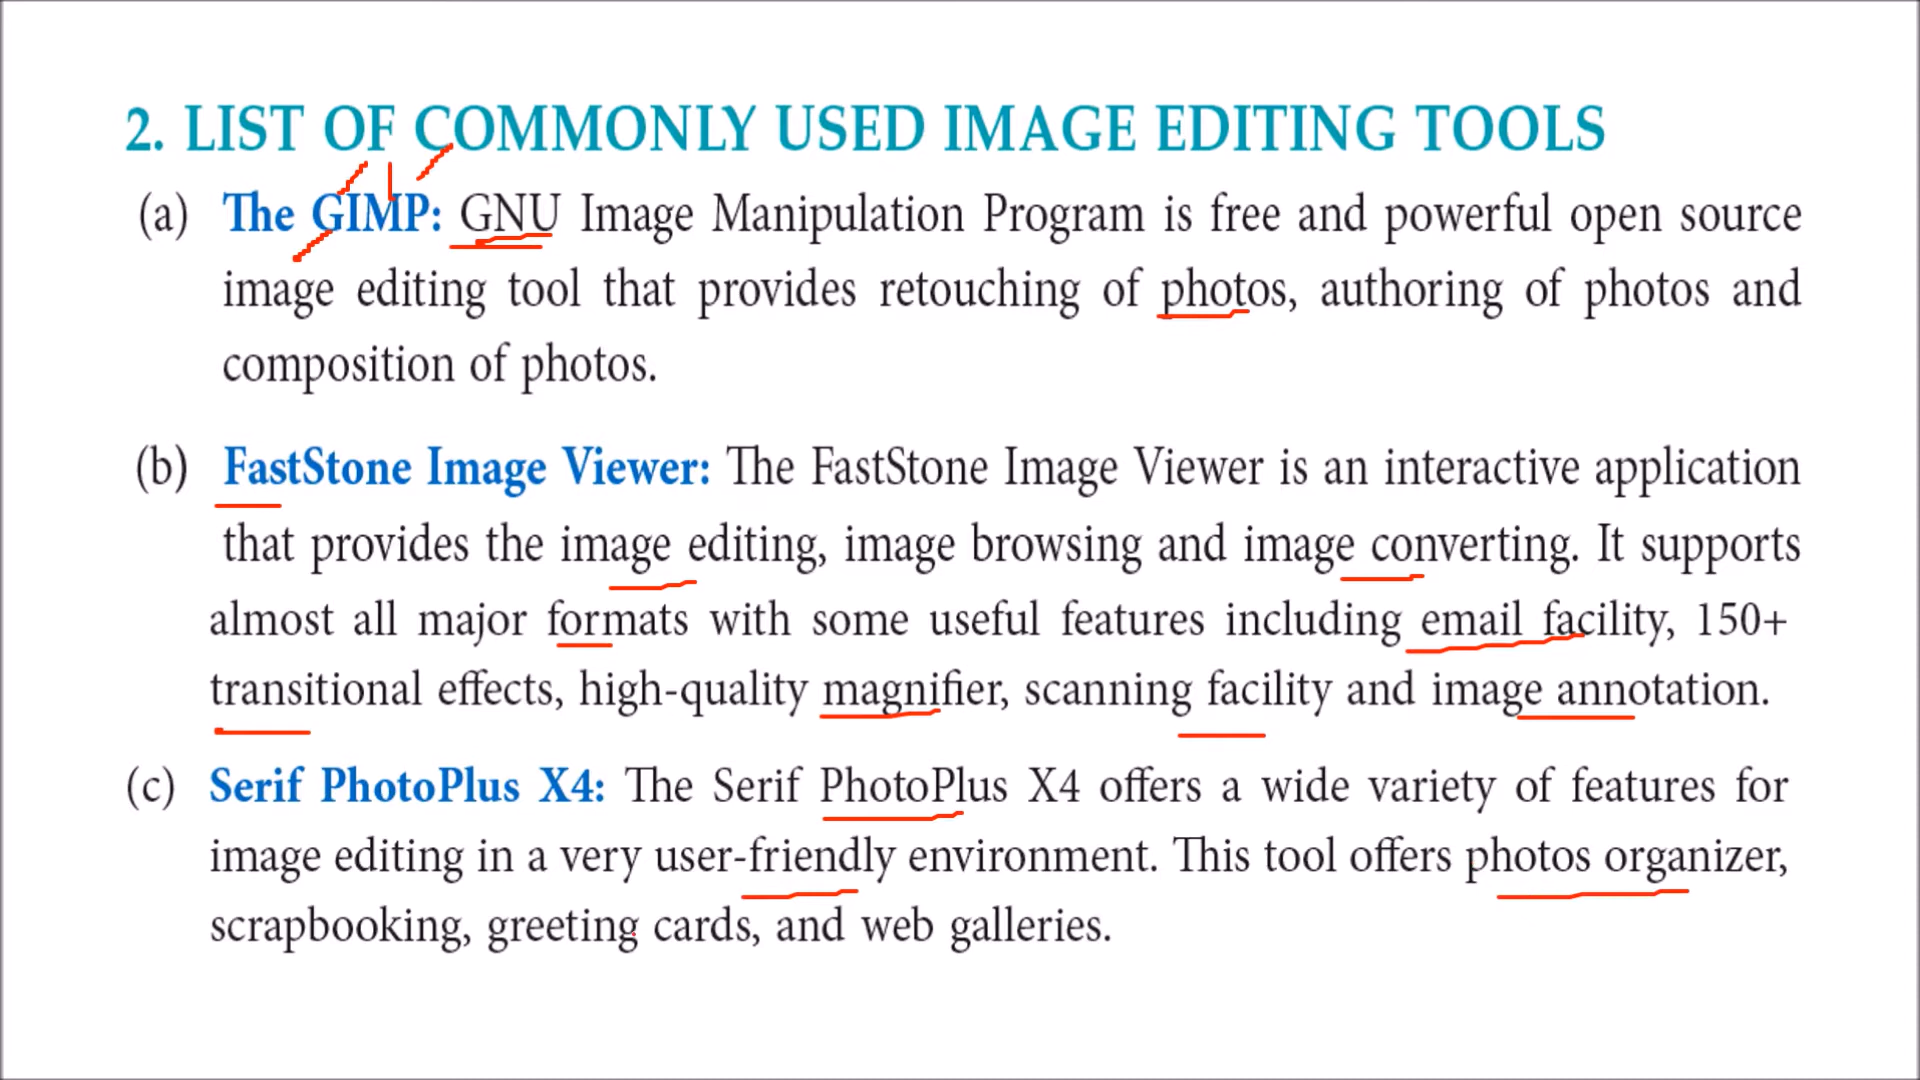 2. LIST OF COMMONLY USED IMAGE EDITING TOOLS
(a) The GIMP: GNU Image Manipulation Program is free and powerful open source
image editing tool that provides retouching of photos, authoring of photos and
composition of photos.
(b) FastStone Image Viewer: The FastStone Image Viewer is an interactive application
that provides the image editing, image browsing and image converting. It supports
almost all major formats with some useful features including email facility, 150+
transitional effects, high-quality magnifier, scanning facility and image annotation.
(c) Serif PhotoPlus X4: The Serif PhotoPlus X4 offers a wide variety of features for
image editing in a very user-friendly environment. This tool offers photos organizer,
scrapbooking, greeting cards, and web galleries.